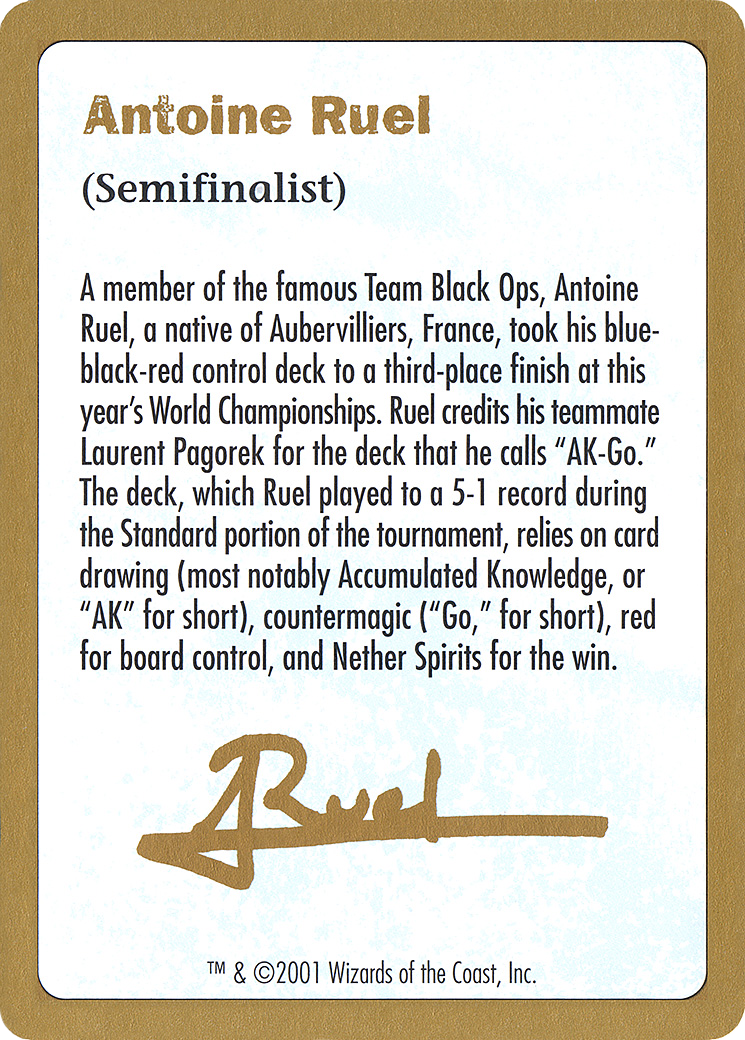 Antoine Ruel
(Semifinalist)
A member of the famous Team Black Ops, Antoine
Ruel, a native of Aubervilliers, France, took his blue-
black-red control deck to a third-place finish at this
year's World Championships. Ruel credits his teammate
Laurent Pagorek for the deck that he calls “AK-Go.”
The deck, which Ruel played to a 5-1 record during
the Standard portion of the tournament, relies on card
drawing (most notably Accumulated Knowledge, or
“AK” for short), countermagic (“Go,” for short), red
for board control, and Nether Spirits for the win.
ARuel
™ & ©2001 Wizards of the Coast, Inc.